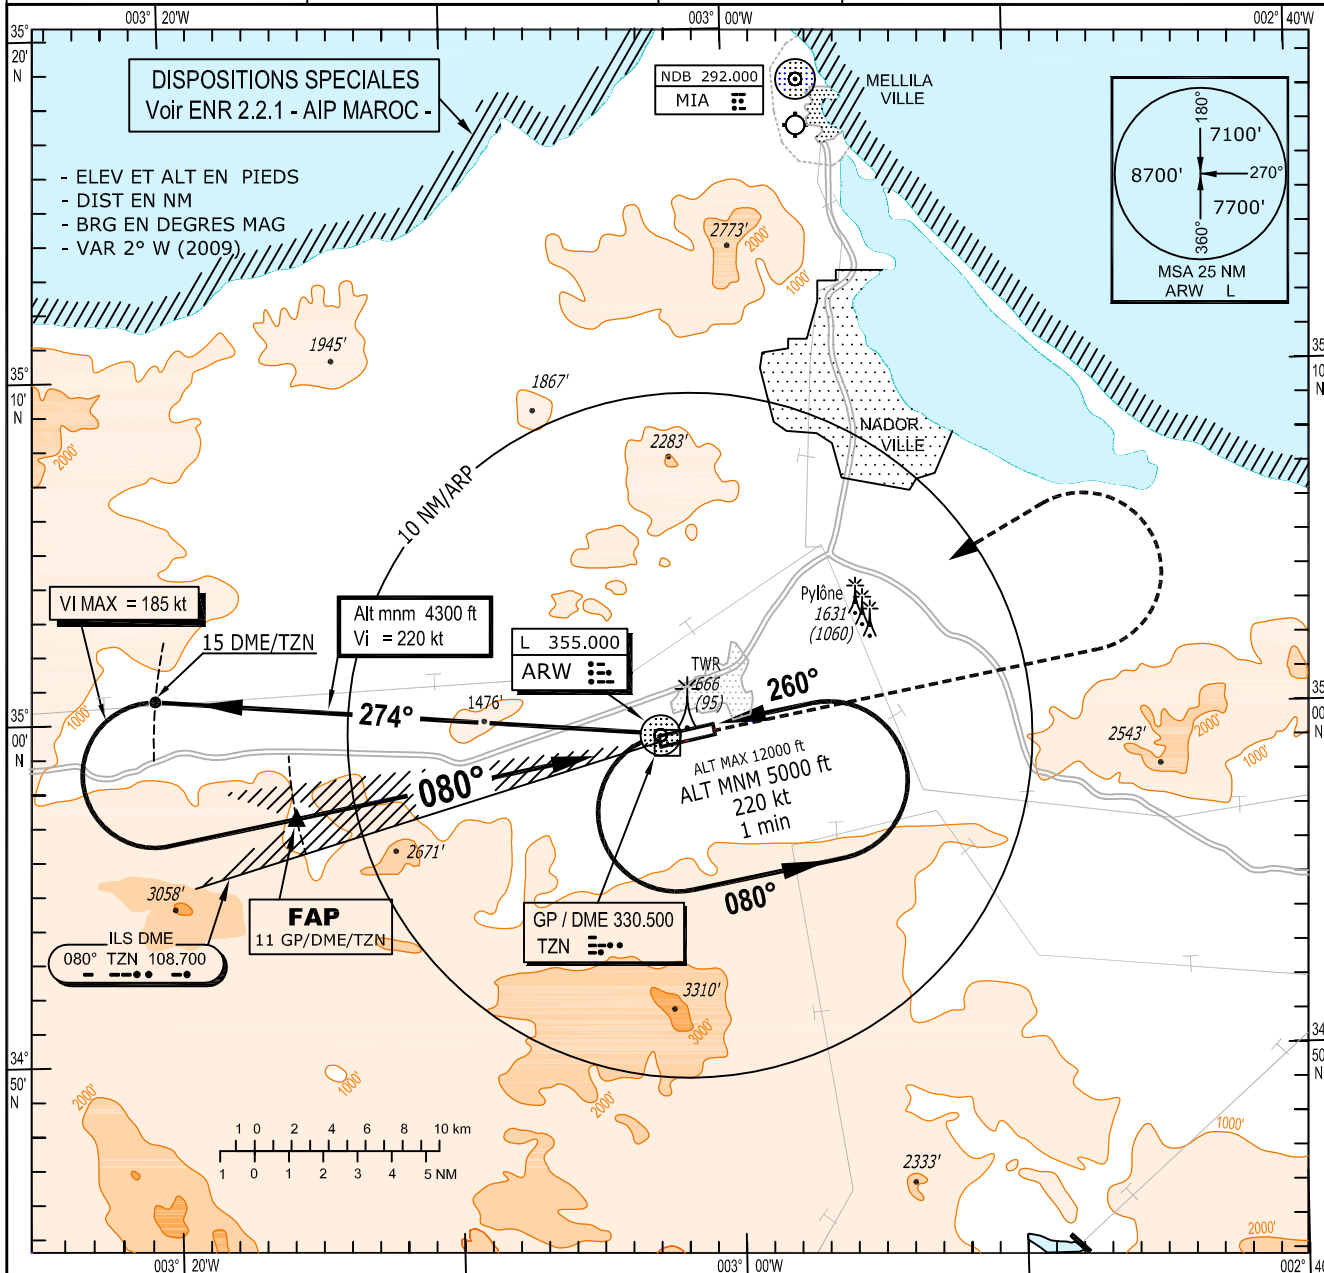 003° 20'W
003° 00'W
002° 40'W
35°
20'
N
DISPOSITIONS SPECIALES
Voir ENR 2.2.1 - AIP MAROC -
- ELEV ET ALT EN PIEDS
- DIST EN NM
- BRG EN DEGRES MAG
- VAR 2° W (2009)
NDB 292.000
MIA
MELLILA
VILLE
180°
7100'
8700'
270°
7700'
360°
MSA 25 NM
ARW L
2773'
2000'
1000'
1945'
1867'
2283'
35°
10'
N
35
10
N
2000'
NADOR
VILLE
10 NM/ARP
VI MAX = 185 kt
15 DME/TZN
Alt mnm 4300 ft
Vi = 220 kt
L 355.000
ARW
Pylône
1631'
(1060)
TWR
666
(95)
260°
274°
1476'
1000'
35°
00'
N
35
00
N
080°
ALT MAX 12000 ft
ALT MNM 5000 ft
220 kt
1 min
080°
2543'
2000'
1000'
2671'
3058'
FAP
11 GP/DME/TZN
ILS DME
080° TZN 108.700
GP / DME 330.500
TZN
3310'
3000'
2000'
34°
50'
N
34
50
N
2000'
1000'
1 0 2 4 6 8 10 km
1 0 1 2 3 4 5 NM
2333'
1000'
2000'
003° 20'W
003° 00'W
002° 40